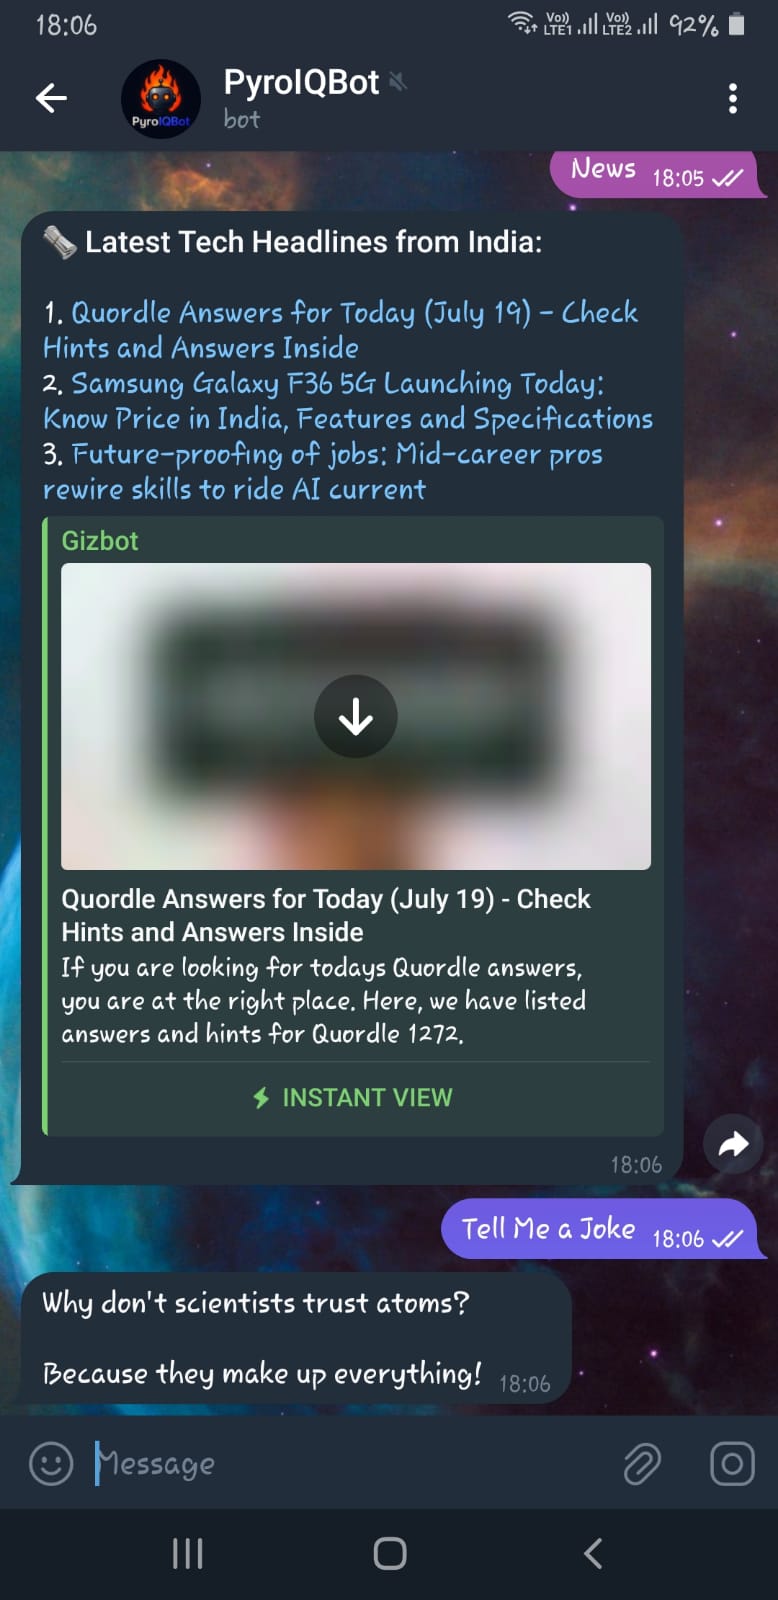 18:06
Vo)) LTE1 Vo)) LTE2 92%
PyroIQBot
bot
PyroIQBot
News 18:05
Latest Tech Headlines from India:
1. Quordle Answers for Today (July 19) - Check
Hints and Answers Inside
2. Samsung Galaxy F36 5G Launching Today:
Know Price in India, Features and Specifications
3. Future-proofing of jobs: Mid-career pros
rewire skills to ride AI current
Gizbot
Quordle Answers for Today (July 19) - Check
Hints and Answers Inside
If you are looking for todays Quordle answers,
you are at the right place. Here, we have listed
answers and hints for Quordle 1272.
INSTANT VIEW
18:06
Tell Me a Joke 18:06
Why don't scientists trust atoms?
Because they make up everything! 18:06
Message